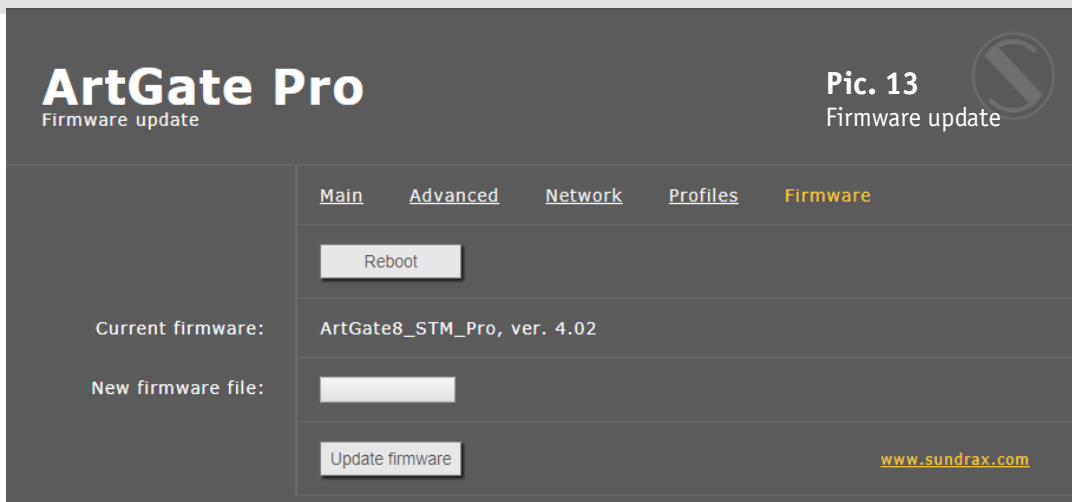 ArtGate Pro
Firmware update
Pic. 13
Firmware update
Main Advanced Network Profiles Firmware
Reboot
Current firmware: ArtGate8_STM_Pro, ver. 4.02
New firmware file:
Update firmware
www.sundrax.com